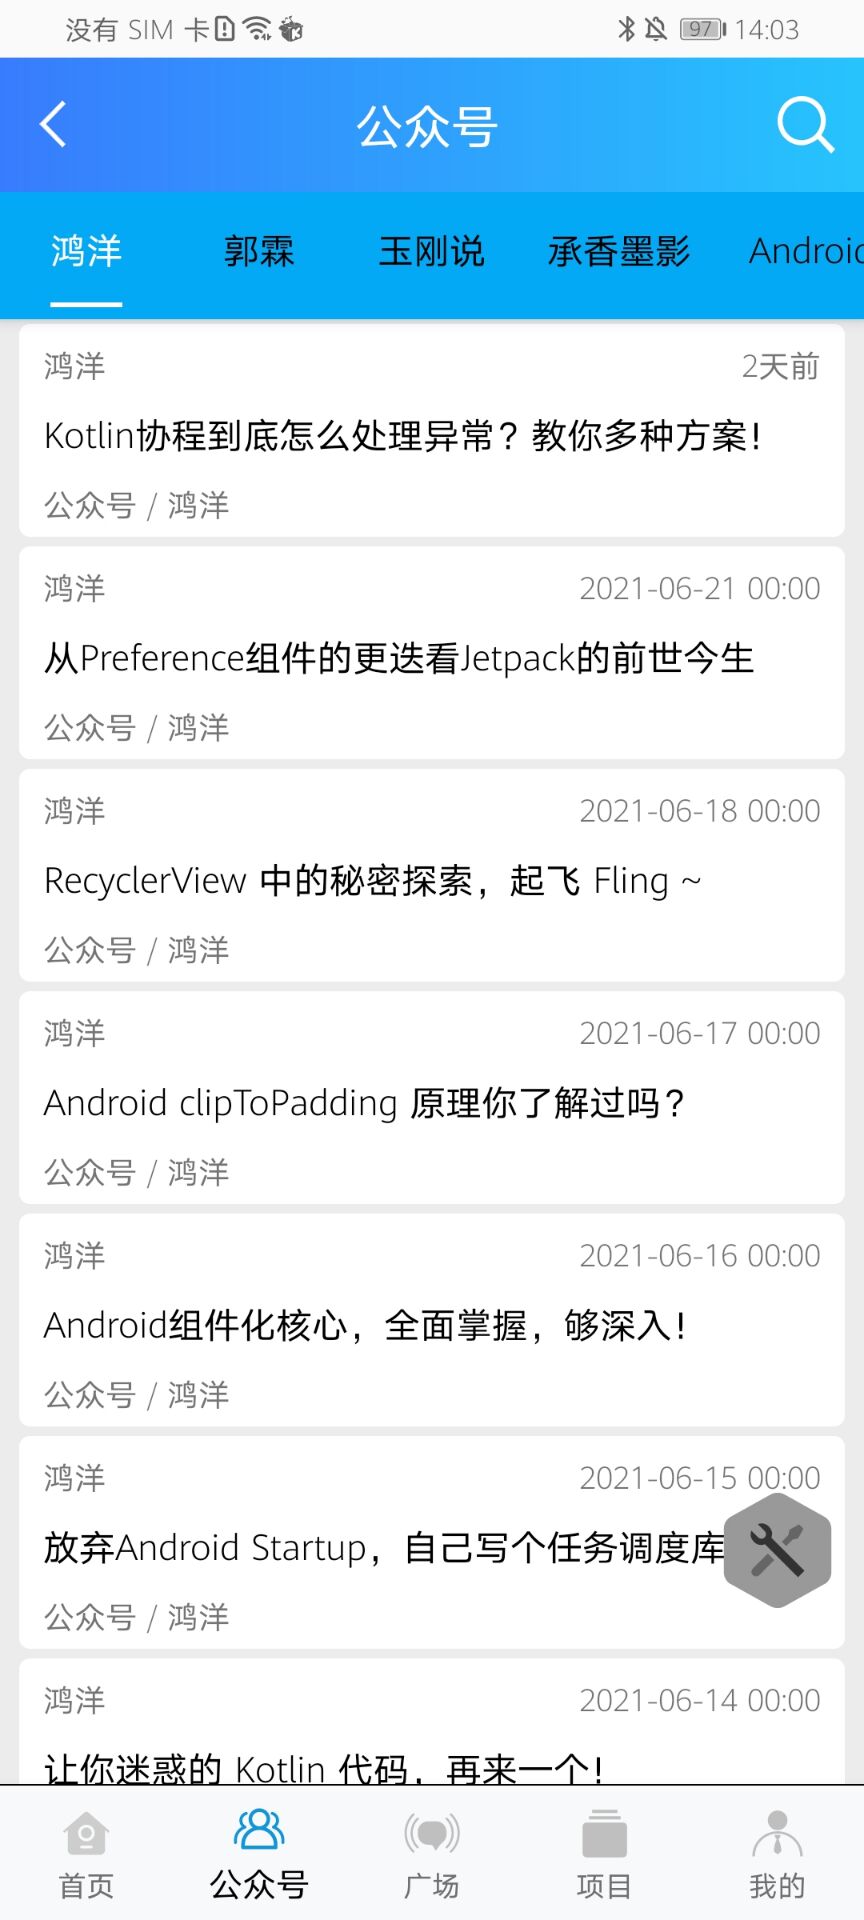 没有 SIM 卡 97 14:03
公众号
鸿洋 郭霖 玉刚说 承香墨影 Android
鸿洋 2天前
Kotlin协程到底怎么处理异常？教你多种方案！
公众号 / 鸿洋
鸿洋 2021-06-21 00:00
从Preference组件的更迭看Jetpack的前世今生
公众号 / 鸿洋
鸿洋 2021-06-18 00:00
RecyclerView 中的秘密探索，起飞 Fling ~
公众号 / 鸿洋
鸿洋 2021-06-17 00:00
Android clipToPadding 原理你了解过吗？
公众号 / 鸿洋
鸿洋 2021-06-16 00:00
Android组件化核心，全面掌握，够深入！
公众号 / 鸿洋
鸿洋 2021-06-15 00:00
放弃Android Startup，自己写个任务调度库
公众号 / 鸿洋
鸿洋 2021-06-14 00:00
让你迷惑的 Kotlin 代码，再来一个！
首页 公众号 广场 项目 我的